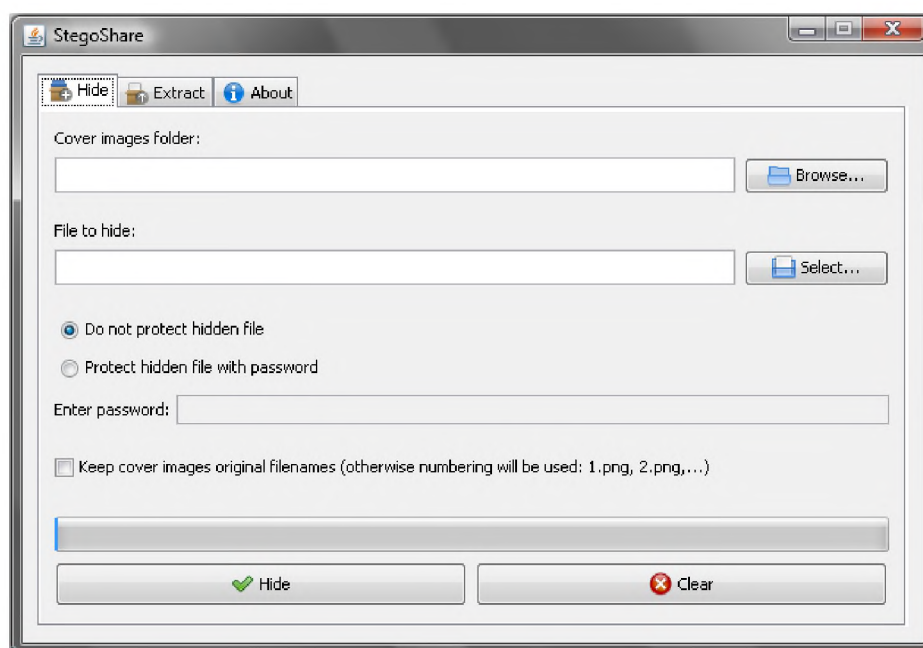 StegoShare
Hide Extract About
Cover images folder:
Browse...
File to hide:
Select...
Do not protect hidden file
Protect hidden file with password
Enter password:
Keep cover images original filenames (otherwise numbering will be used: 1.png, 2.png,...)
Hide Clear